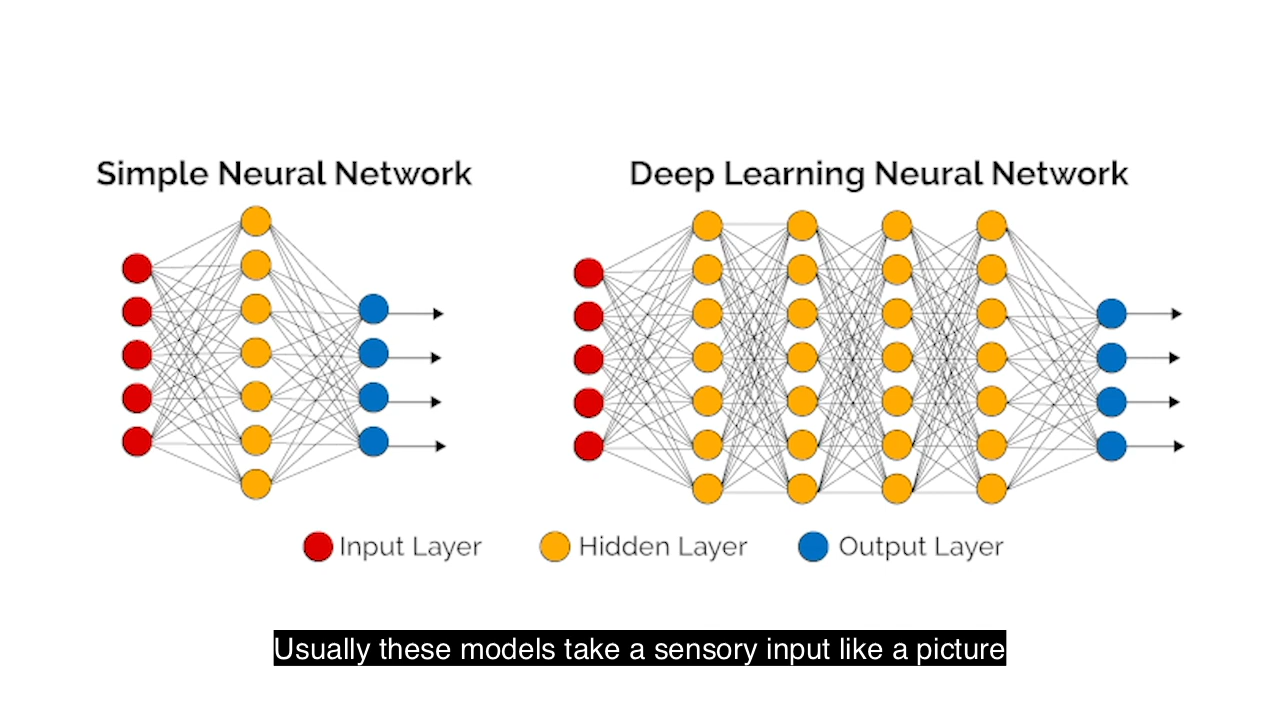 Simple Neural Network
Deep Learning Neural Network
Input Layer
Hidden Layer
Output Layer
Usually these models take a sensory input like a picture